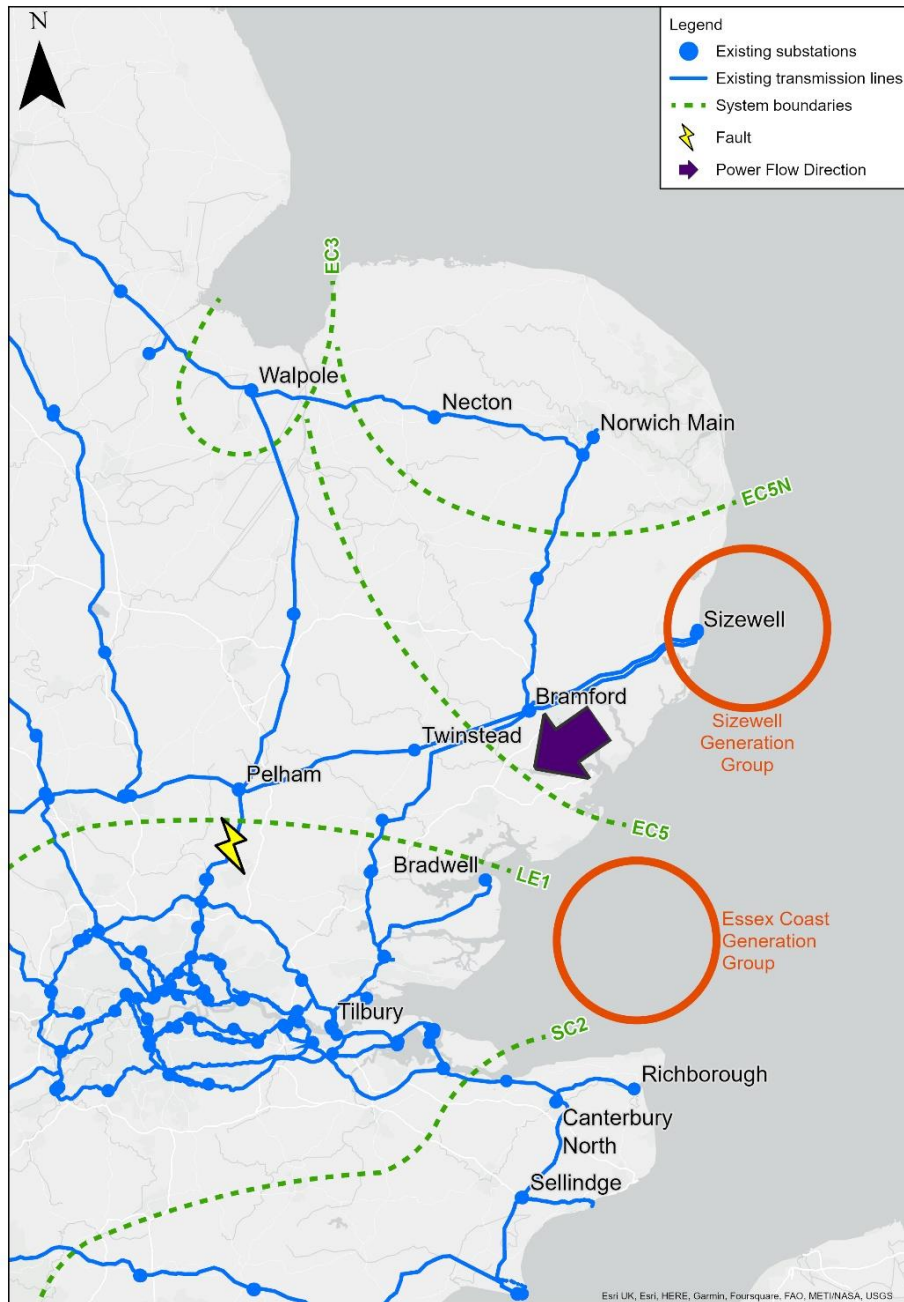 N
Legend
Existing substations
Existing transmission lines
System boundaries
Fault
Power Flow Direction
EC3
Walpole
Necton
Norwich Main
EC5N
Sizewell
Bramford
Sizewell
Generation
Group
Twinstead
Pelham
EC5
Bradwell
LE1
Essex Coast
Generation
Group
Tilbury
SC2
Richborough
Canterbury
North
Sellindge
Esri UK, Esri, HERE, Garmin, Foursquare, FAO, METI/NASA, USGS